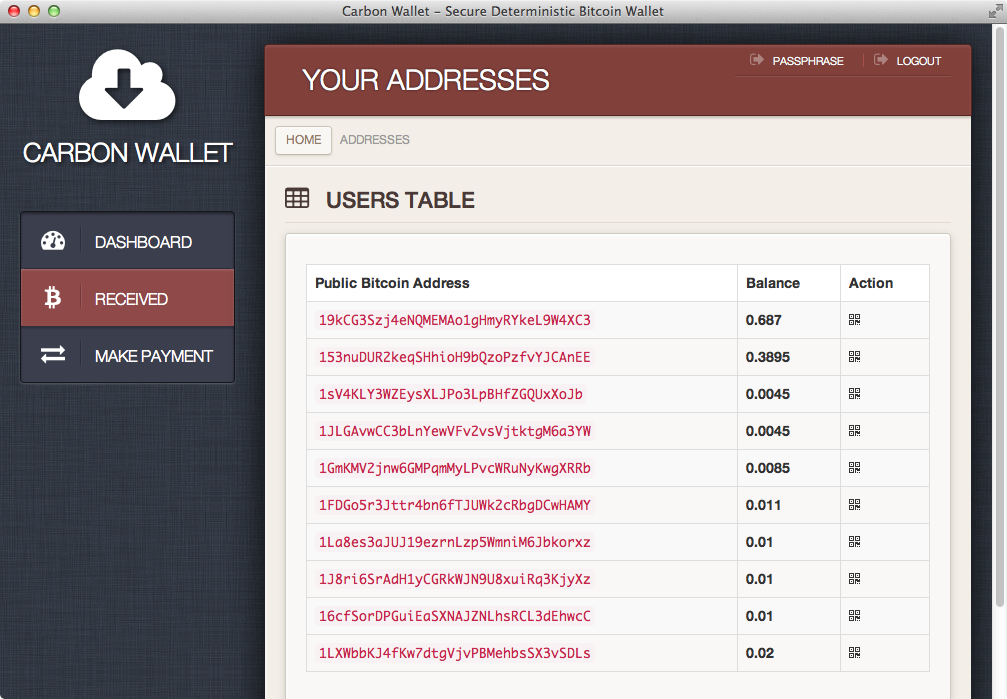 Carbon Wallet – Secure Deterministic Bitcoin Wallet
CARBON WALLET
DASHBOARD
RECEIVED
MAKE PAYMENT
YOUR ADDRESSES
PASSPHRASE
LOGOUT
HOME
ADDRESSES
USERS TABLE
Public Bitcoin Address Balance Action
19kCG3Szj4eNQMEMAo1gHmyRYkeL9W4XC3 0.687
153nuDURZkeqSHhioH9bQzoPzfvYJCAnEE 0.3895
1sV4KLY3WZEysXLJPo3LpBHfZGQUxXoJb 0.0045
1JLGAvwCC3bLnYewVFv2vsVjtktgM6a3YW 0.0045
1GmKMVZjnw6GMPqmMyLPvcWRuNyKwgXRRb 0.0085
1FDGo5r3Jttr4bn6fTJUWk2cRbgDCwHAMY 0.011
1La8es3aJUJ19ezrnLzp5WmniM6Jbkorxz 0.01
1J8ri6SrAdH1yCGRkWJN9U8xuiRq3KjyXz 0.01
16cfSorDPGuiEaSXNAJZNLhsRCL3dEhwcC 0.01
1LXWbbKJ4fKw7dtgVjvPBMehbsSX3vSDLs 0.02